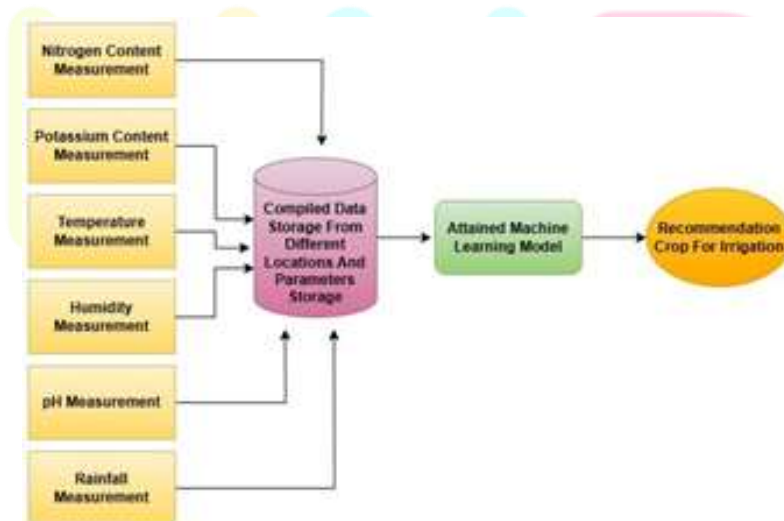 Nitrogen Content
Measurement
Potassium Content
Measurement
Temperature
Measurement
Humidity
Measurement
pH Measurement
Rainfall
Measurement
Compiled Data
Storage From
Different
Locations And
Parameters
Storage
Attained Machine
Learning Model
Recommendation
Crop For Irrigation